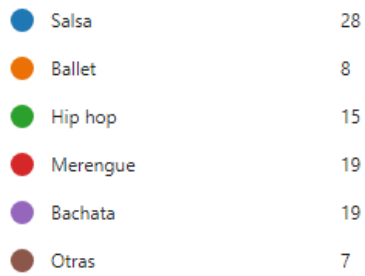 Salsa 28
Ballet 8
Hip hop 15
Merengue 19
Bachata 19
Otras 7